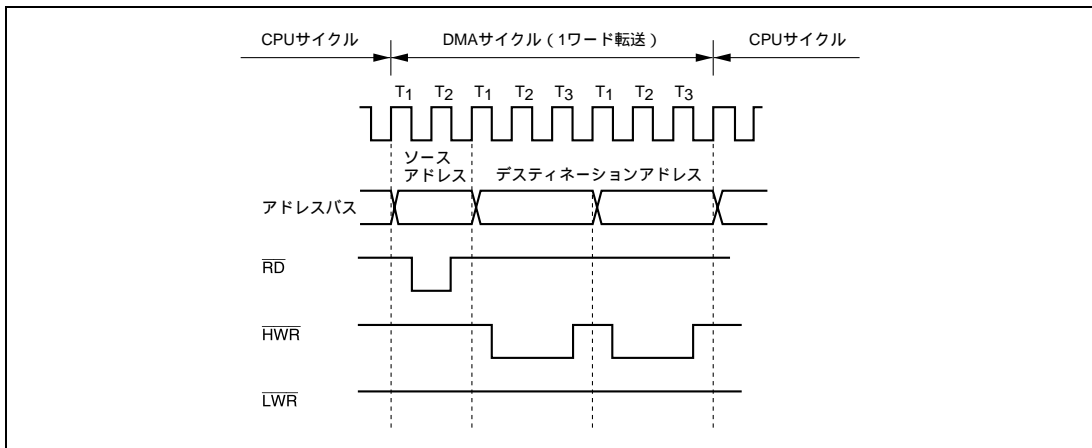 CPUサイクル DMAサイクル（1ワード転送） CPUサイクル
T1 T2 T1 T2 T3 T1 T2 T3
ソース
アドレス デスティネーションアドレス
アドレスバス
RD
HWR
LWR